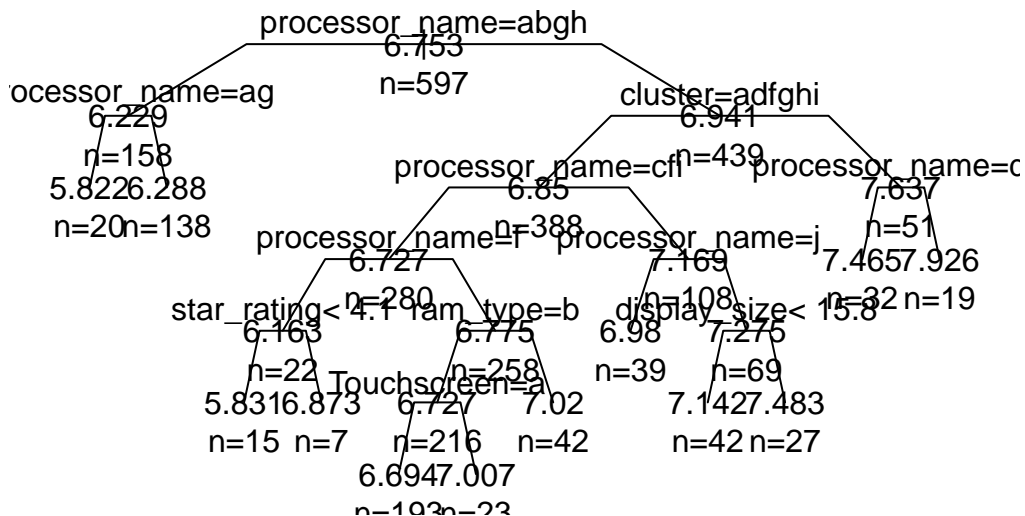 processor_name=abgh
6.753
n=597
ocessor_name=ag
cluster=adfghi
6.229
6.941
n=158
n=439
processor_name=cfi
processor_name=
5.822
6.288
6.85
7.637
n=20
n=138
n=388
n=51
processor_name=f
processor_name=j
6.727
7.169
7.465
7.926
n=280
n=108
n=32
n=19
star_rating< 4.1
ram_type=b
display_size< 15.8
6.163
6.775
6.98
7.275
n=22
n=258
n=39
n=69
Touchscreen=a
5.831
6.873
6.727
7.02
7.142
7.483
n=15
n=7
n=216
n=42
n=42
n=27
6.694
7.007
n=193
n=23